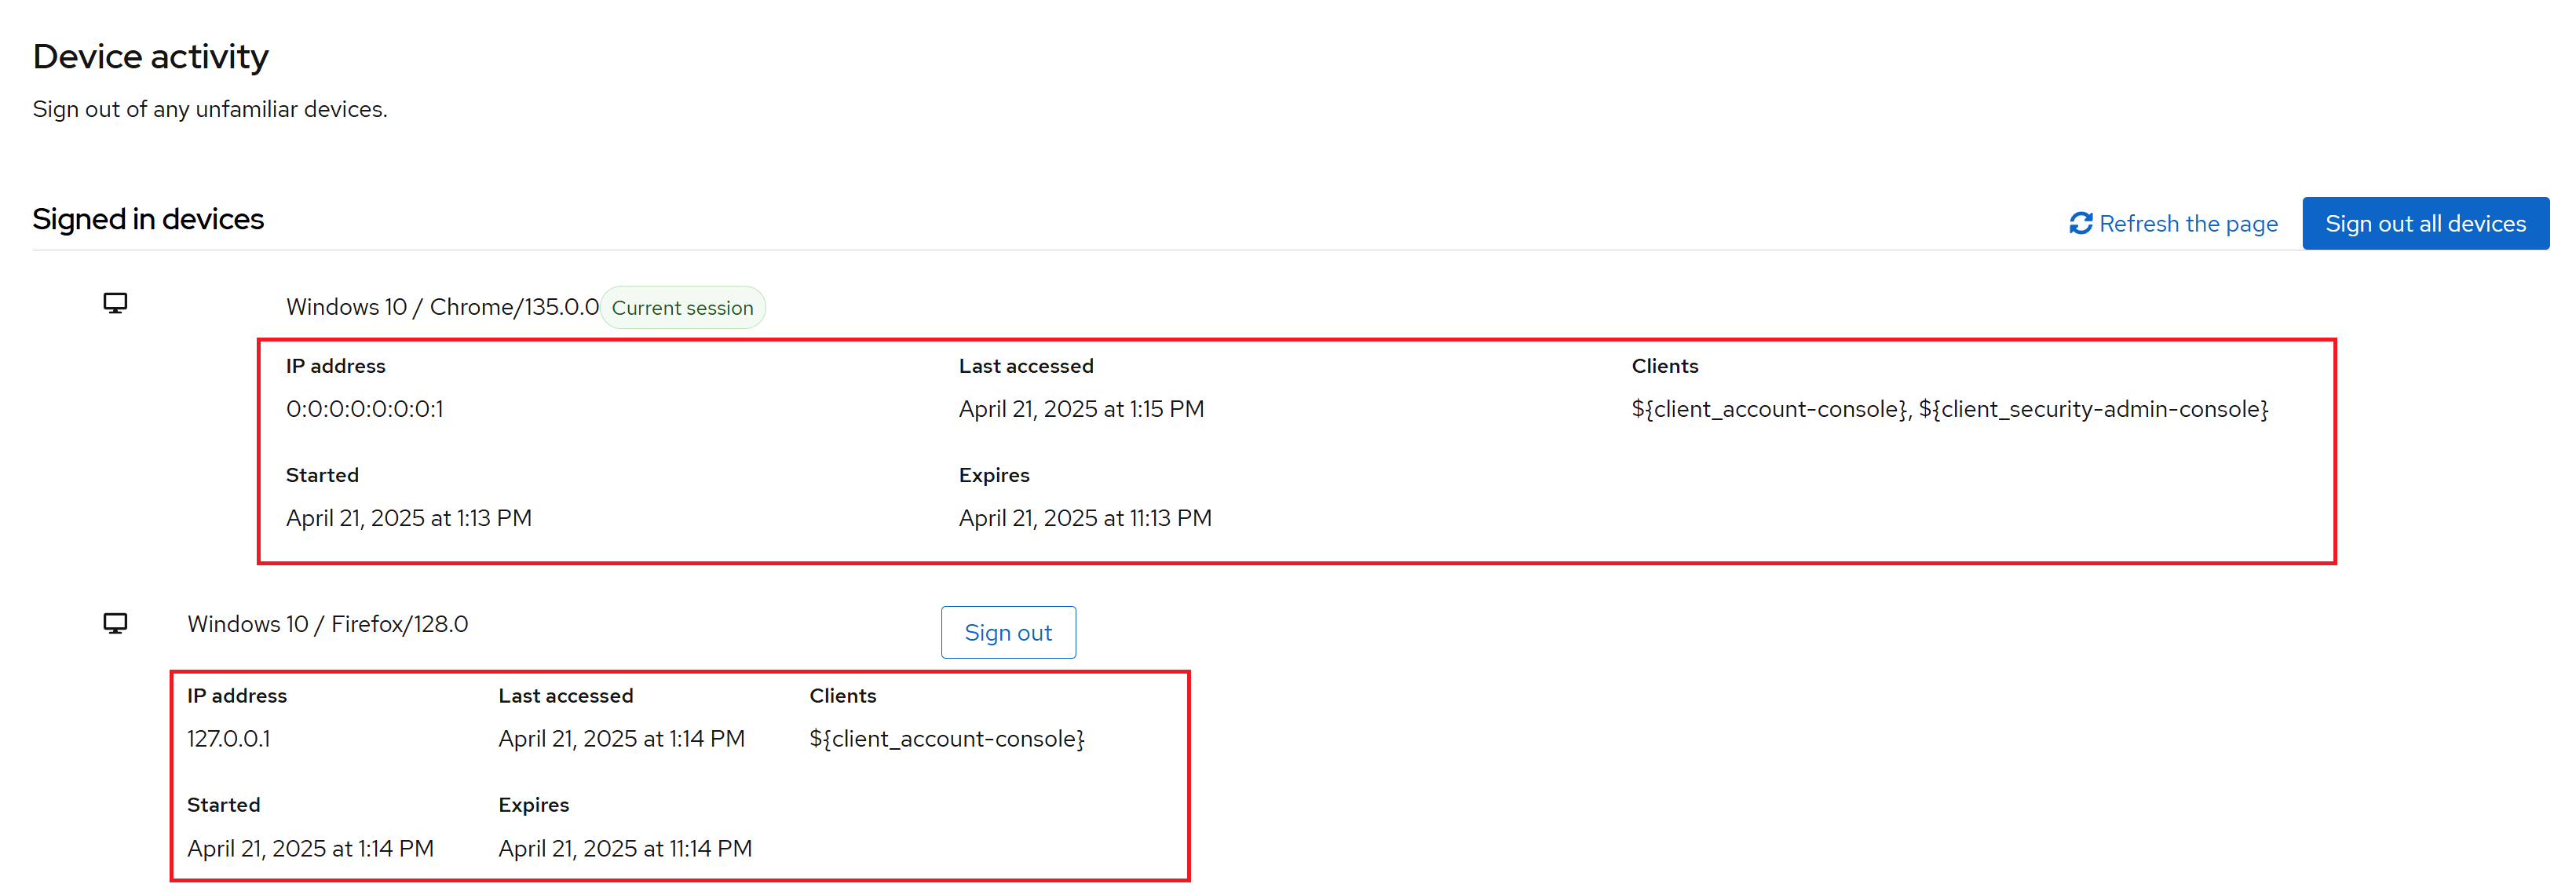 Device activity
Sign out of any unfamiliar devices.
Signed in devices
Refresh the page
Sign out all devices
Windows 10 / Chrome/135.0.0 Current session
IP address Last accessed Clients
0:0:0:0:0:0:0:1 April 21, 2025 at 1:15 PM ${client_account-console}, ${client_security-admin-console}
Started Expires
April 21, 2025 at 1:13 PM April 21, 2025 at 11:13 PM
Windows 10 / Firefox/128.0 Sign out
IP address Last accessed Clients
127.0.0.1 April 21, 2025 at 1:14 PM ${client_account-console}
Started Expires
April 21, 2025 at 1:14 PM April 21, 2025 at 11:14 PM